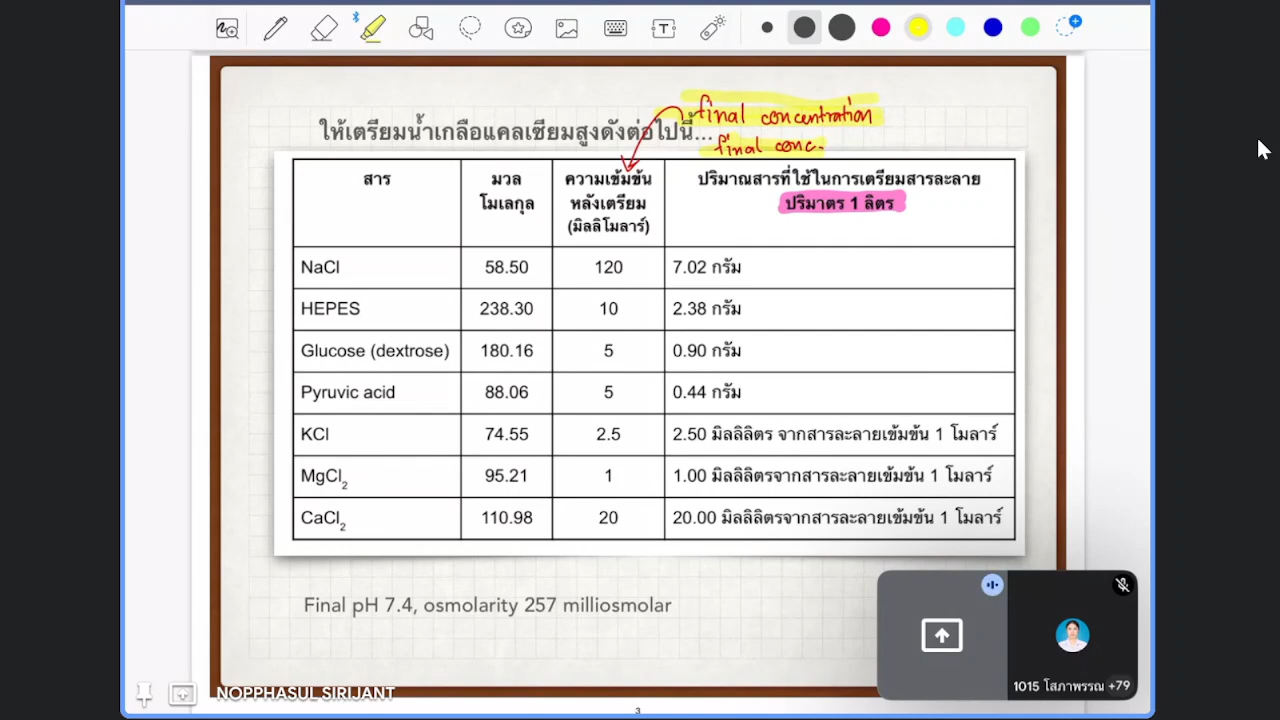 final concentration
ให้เตรียมน้ำเกลือแคลเซียมสูงดังต่อไปนี้...
final conc.
สาร
มวล
โมเลกุล
ความเข้มข้น
หลังเตรียม
(มิลลิโมลาร์)
ปริมาณสารที่ใช้ในการเตรียมสารละลาย
ปริมาตร 1 ลิตร
NaCl 58.50 120 7.02 กรัม
HEPES 238.30 10 2.38 กรัม
Glucose (dextrose) 180.16 5 0.90 กรัม
Pyruvic acid 88.06 5 0.44 กรัม
KCl 74.55 2.5 2.50 มิลลิลิตร จากสารละลายเข้มข้น 1 โมลาร์
MgCl2 95.21 1 1.00 มิลลิลิตรจากสารละลายเข้มข้น 1 โมลาร์
CaCl2 110.98 20 20.00 มิลลิลิตรจากสารละลายเข้มข้น 1 โมลาร์
Final pH 7.4, osmolarity 257 milliosmolar
1015 โสภาพรรณ +79
NOPPHASUL SIRIJANT
3